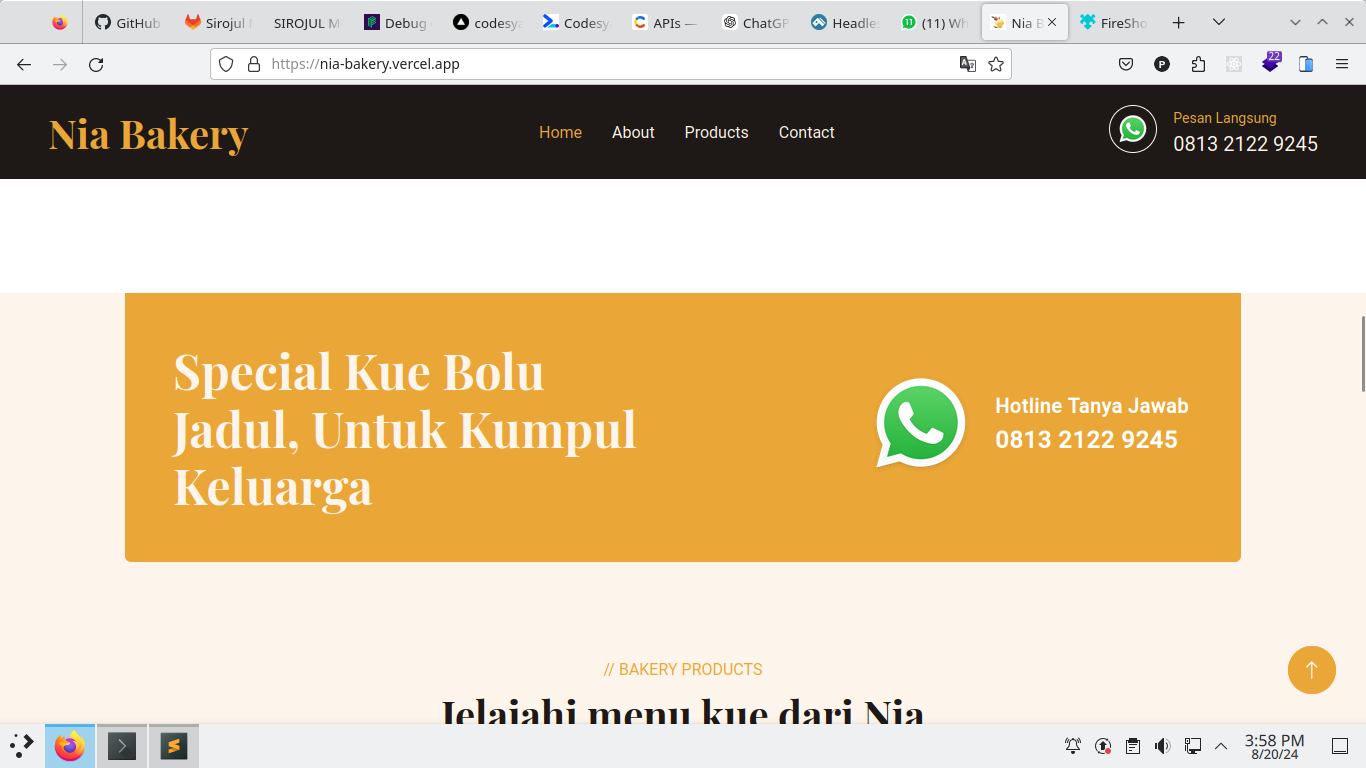 GitHub
Sirojul
SIROJUL M
Debug
codesya
Codesy
APIs —
ChatGP
Headle
11
(11) Wh
Nia B
FireSho
https://nia-bakery.vercel.app
P
22
Nia Bakery
Home
About
Products
Contact
Pesan Langsung
0813 2122 9245
Special Kue Bolu
Jadul, Untuk Kumpul
Keluarga
Hotline Tanya Jawab
0813 2122 9245
// BAKERY PRODUCTS
Jelajahi menu kue dari Nia
3:58 PM
8/20/24